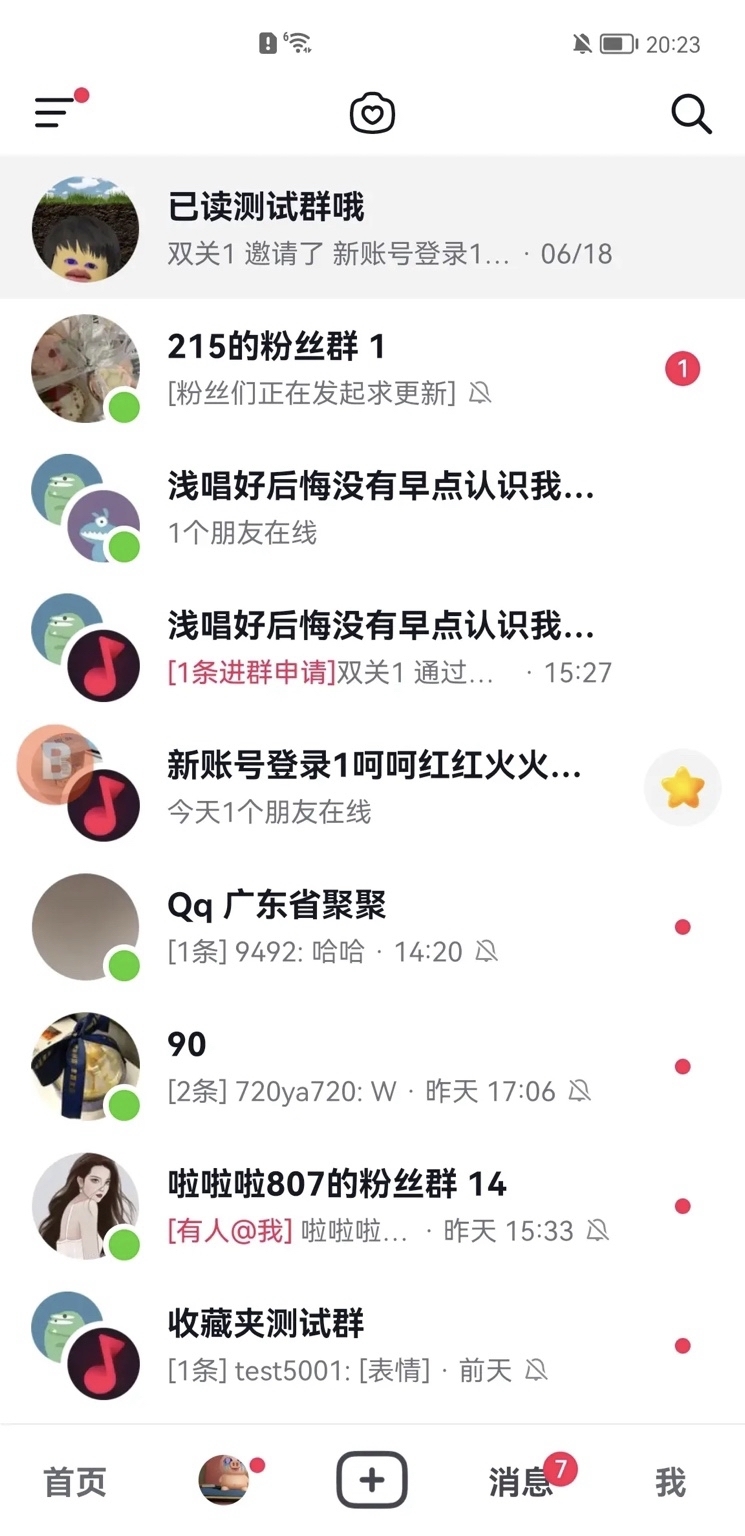 6 20:23
已读测试群哦
双关1 邀请了 新账号登录1... · 06/18
215的粉丝群 1
[粉丝们正在发起求更新]
1
浅唱好后悔没有早点认识我...
1个朋友在线
浅唱好后悔没有早点认识我...
[1条进群申请]双关1 通过... · 15:27
B
新账号登录1呵呵红红火火...
今天1个朋友在线
Qq 广东省聚聚
[1条] 9492: 哈哈 · 14:20
90
[2条] 720ya720: W · 昨天 17:06
啦啦啦807的粉丝群 14
[有人@我] 啦啦啦... · 昨天 15:33
收藏夹测试群
[1条] test5001: [表情] · 前天
首页 消息 7 我